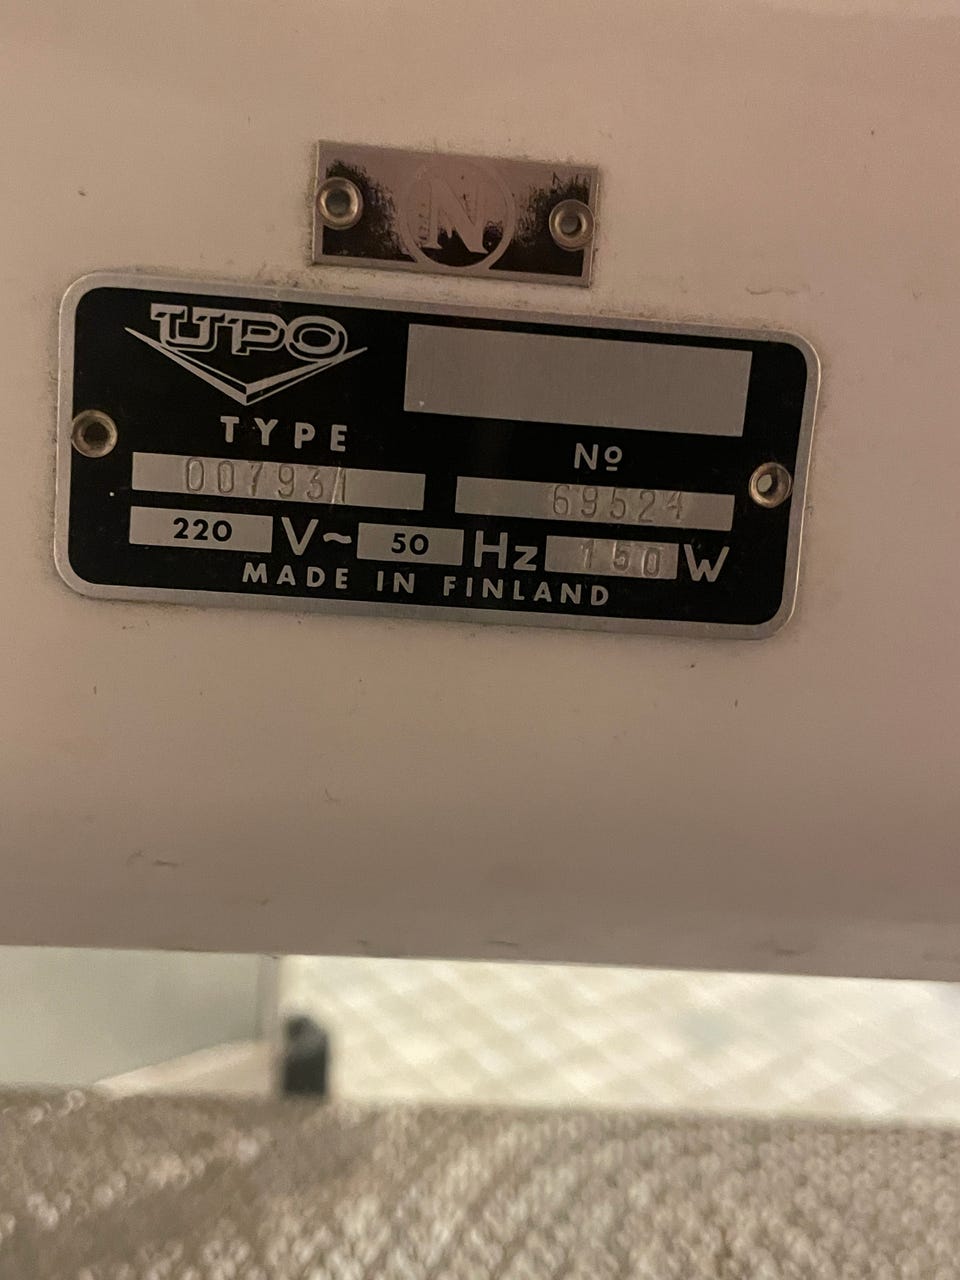 N
UPO
TYPE
Nº
007931
69524
220 V~ 50 Hz 150 W
MADE IN FINLAND